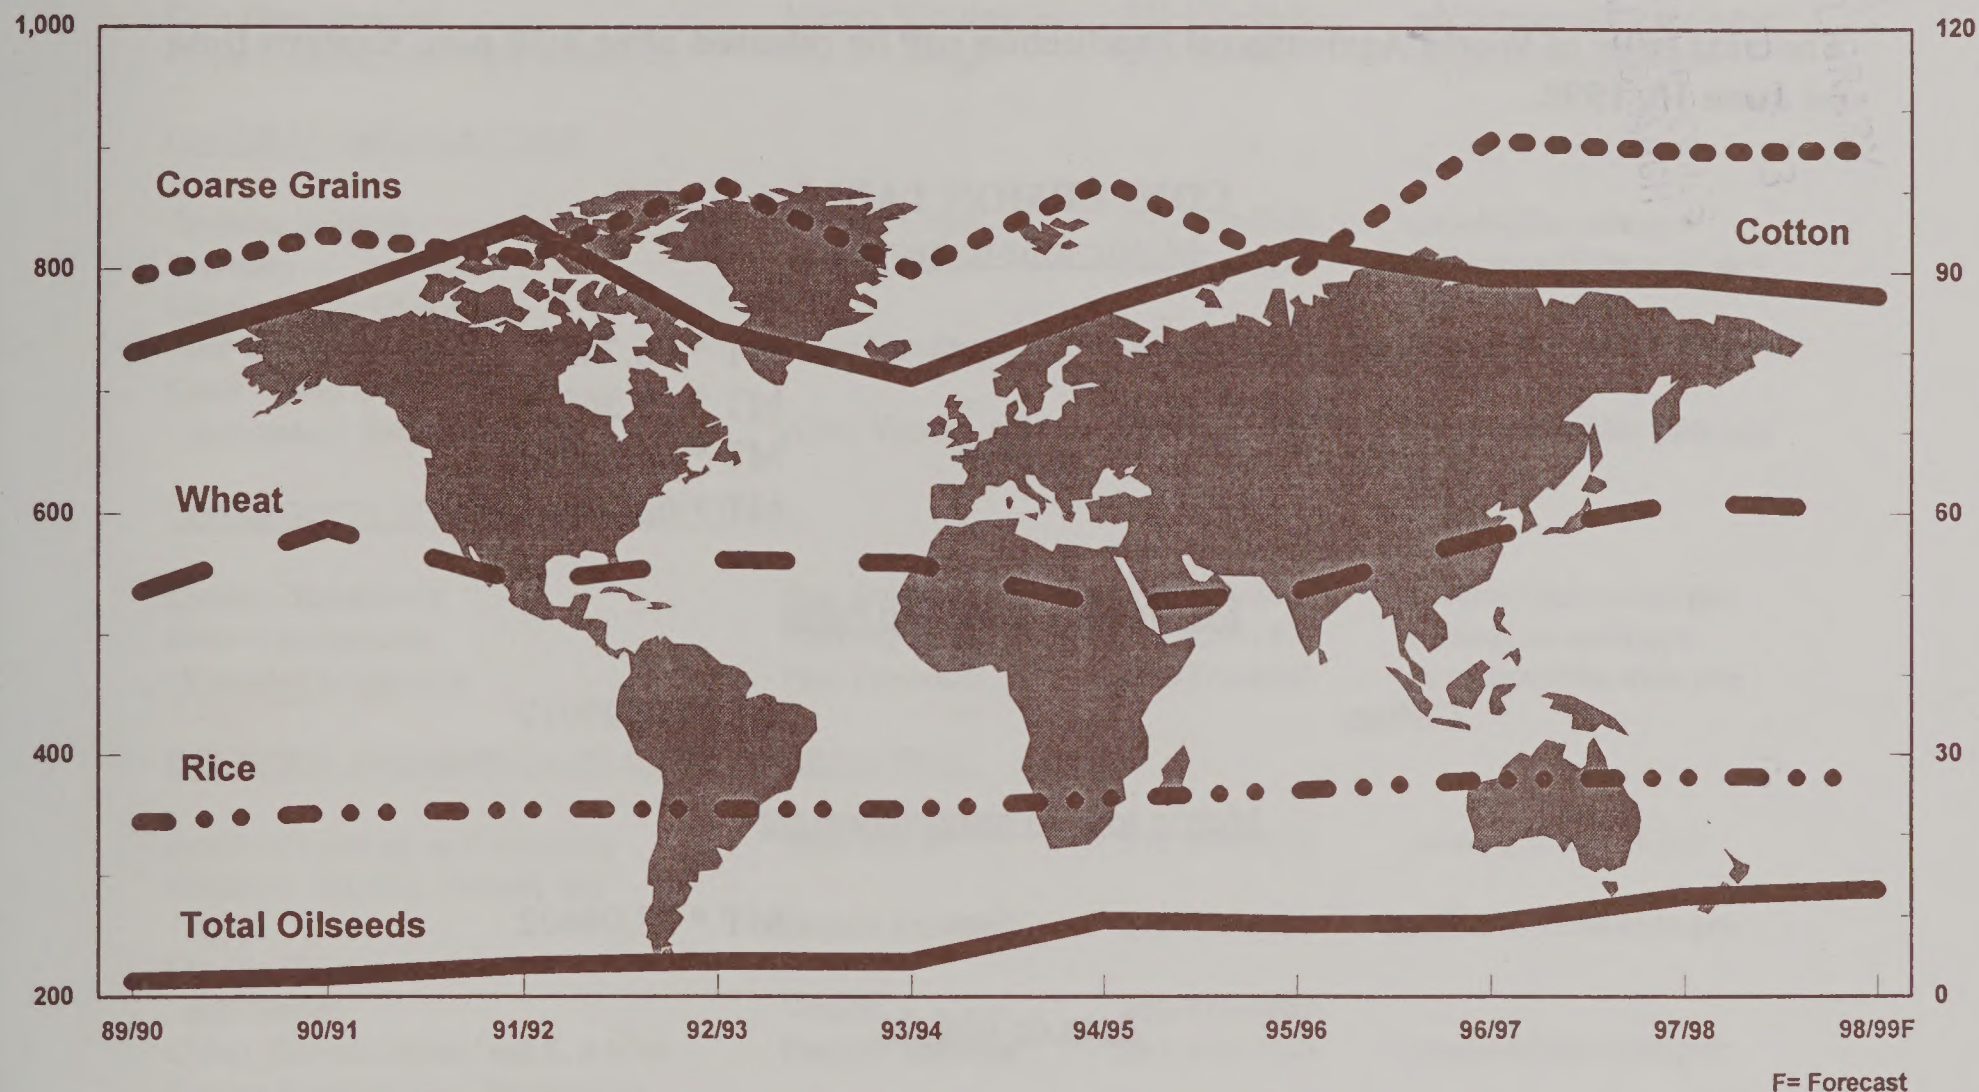 1,000
120
Coarse Grains
Cotton
800
90
Wheat
600
60
Rice
400
30
Total Oilseeds
200
0
89/90 90/91 91/92 92/93 93/94 94/95 95/96 96/97 97/98 98/99F
F= Forecast